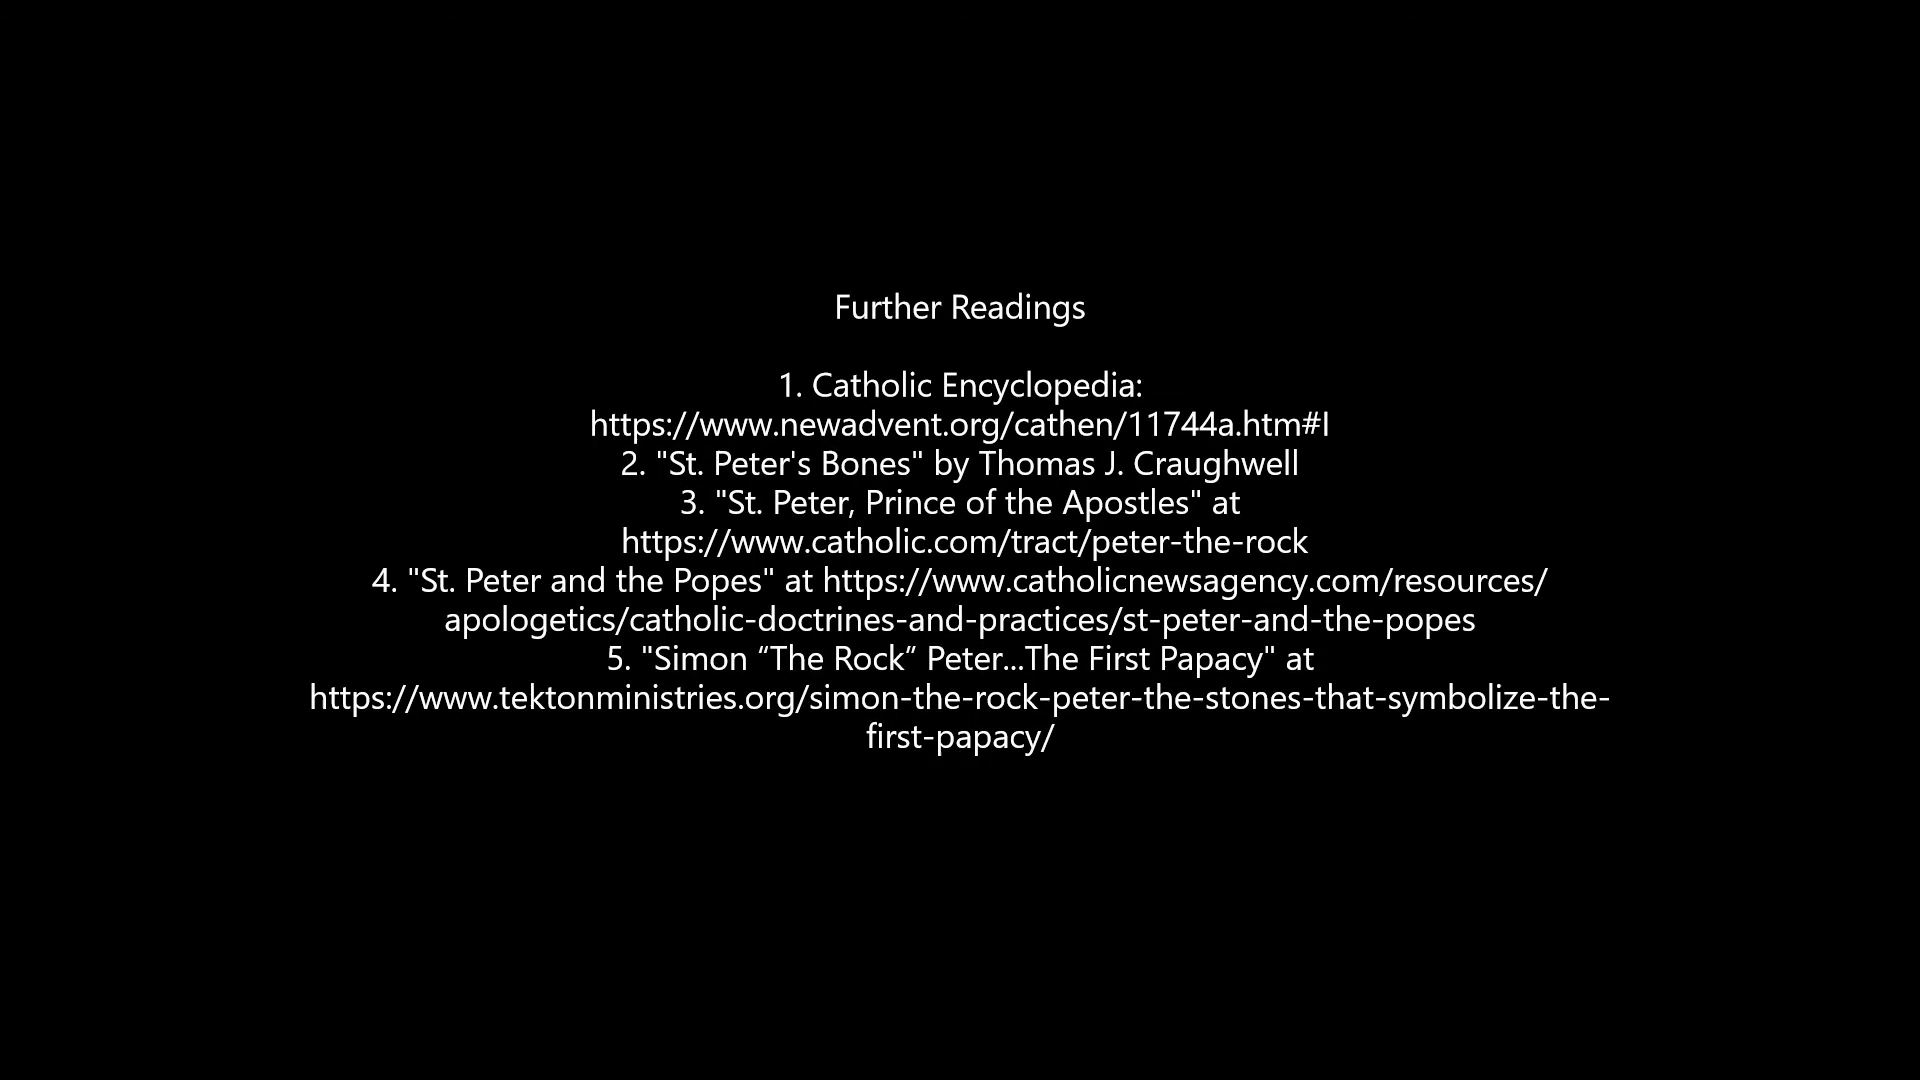 Further Readings
1. Catholic Encyclopedia:
https://www.newadvent.org/cathen/11744a.htm#I
2. "St. Peter's Bones" by Thomas J. Craughwell
3. "St. Peter, Prince of the Apostles" at
https://www.catholic.com/tract/peter-the-rock
4. "St. Peter and the Popes" at https://www.catholicnewsagency.com/resources/
apologetics/catholic-doctrines-and-practices/st-peter-and-the-popes
5. "Simon “The Rock” Peter...The First Papacy" at
https://www.tektonministries.org/simon-the-rock-peter-the-stones-that-symbolize-the-
first-papacy/